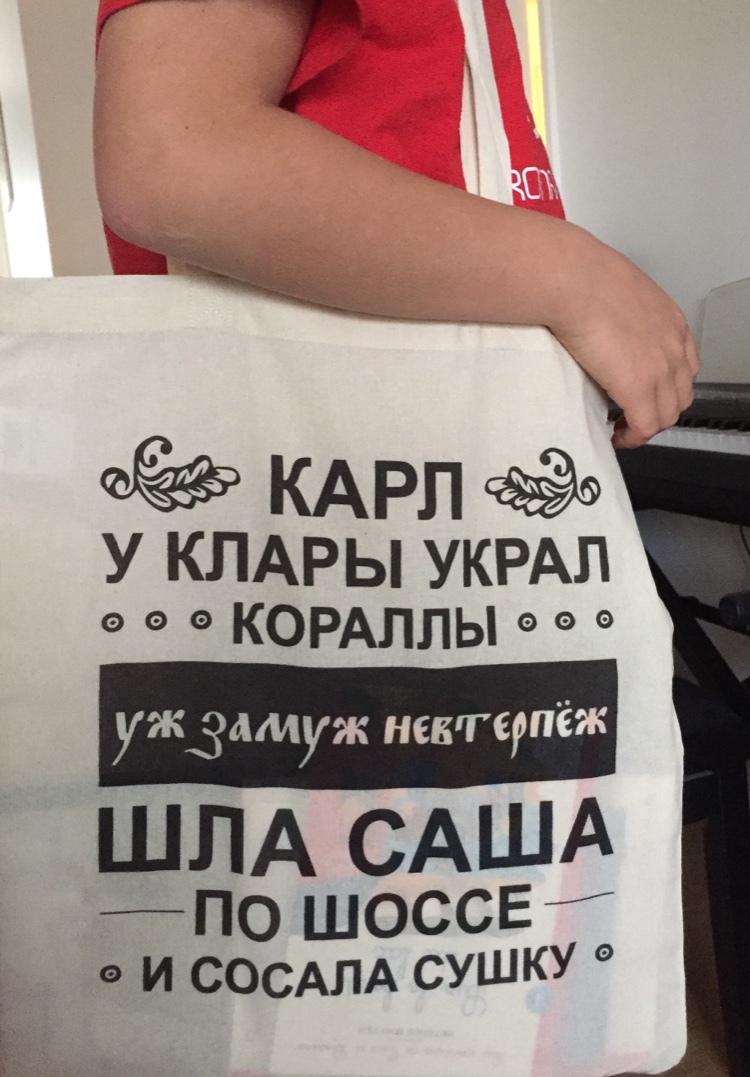 КАРЛ
У КЛАРЫ УКРАЛ
КОРАЛЛЫ
уж замуж невтерпёж
ШЛА САША
ПО ШОССЕ
И СОСАЛА СУШКУ